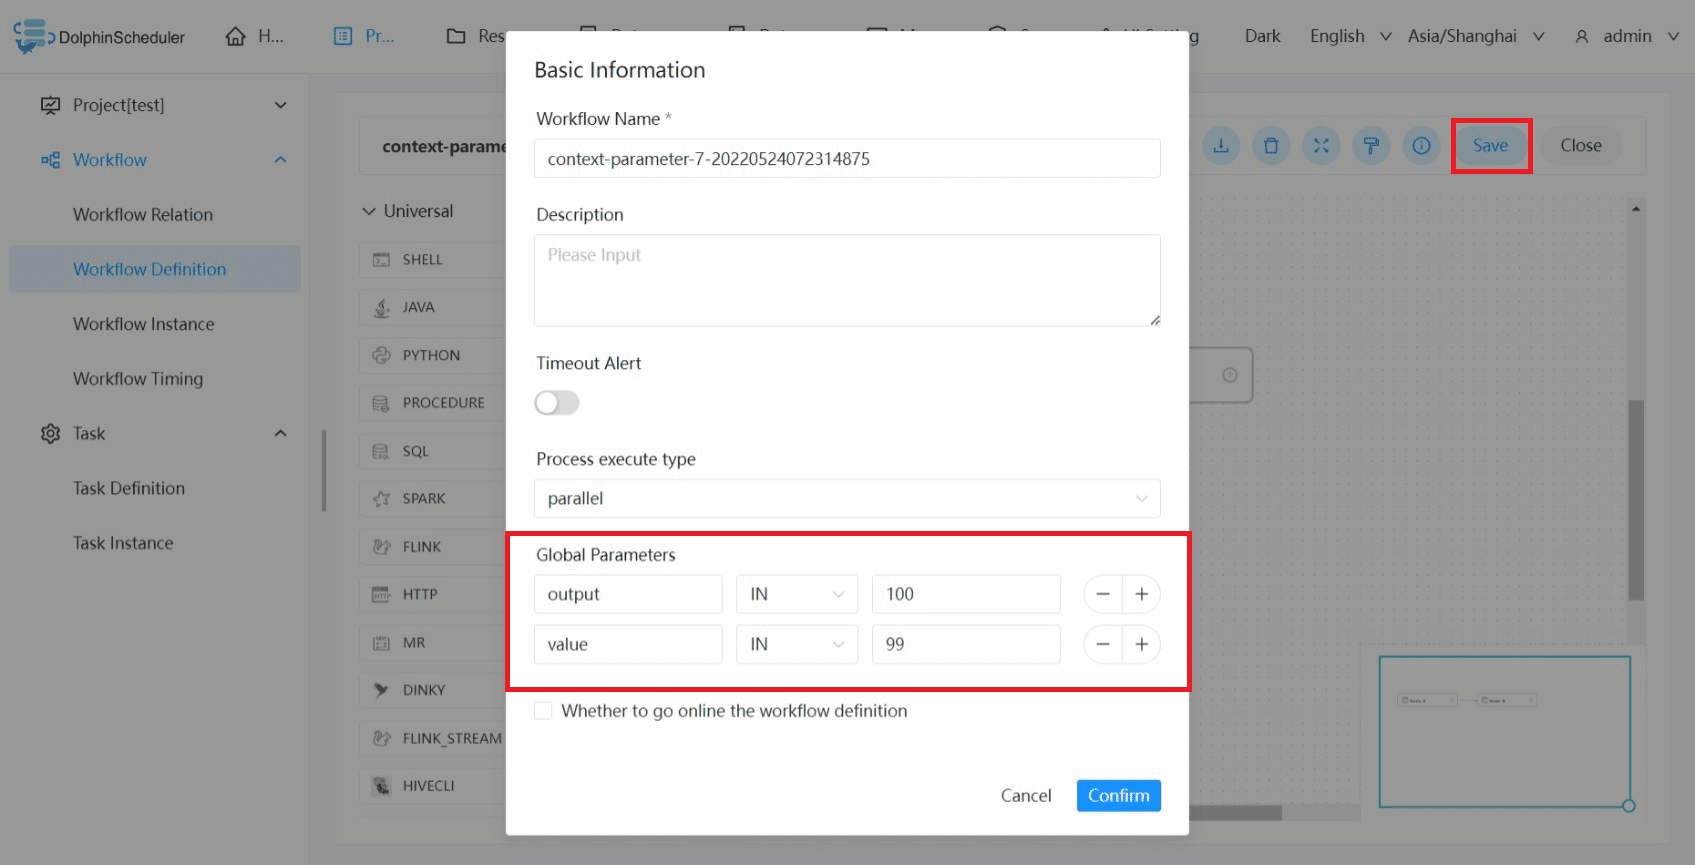 DolphinScheduler
H...
Pr...
Dark
English
Asia/Shanghai
admin
Project[test]
Workflow
Workflow Relation
Workflow Definition
Workflow Instance
Workflow Timing
Task
Task Definition
Task Instance
context-parame
Save
Close
Universal
SHELL
JAVA
PYTHON
PROCEDURE
SQL
SPARK
FLINK
HTTP
MR
DINKY
FLINK_STREAM
HIVECLI
Basic Information
Workflow Name *
context-parameter-7-20220524072314875
Description
Please Input
Timeout Alert
Process execute type
parallel
Global Parameters
output IN 100
value IN 99
Whether to go online the workflow definition
Cancel Confirm